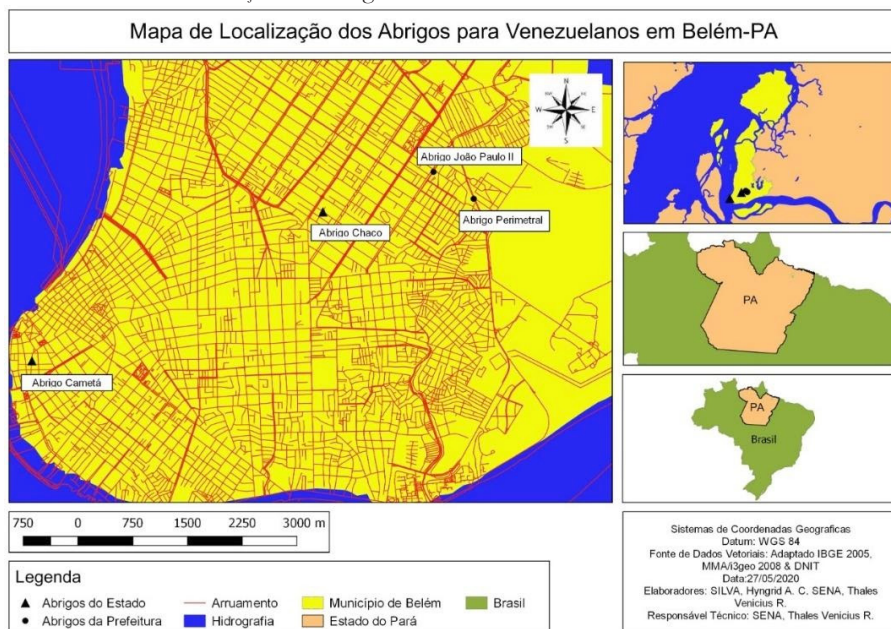 Mapa de Localização dos Abrigos para Venezuelanos em Belém-PA
N
W
E
S
Abrigo João Paulo II
Abrigo Perimetral
Abrigo Chaco
Abrigo Cametá
PA
PA
Brasil
750 0 750 1500 2250 3000 m
Legenda
Abrigos do Estado
Abrigos da Prefeitura
Arruamento
Hidrografia
Município de Belém
Estado do Pará
Brasil
Sistemas de Coordenadas Geograficas
Datum: WGS 84
Fonte de Dados Vetoriais: Adaptado IBGE 2005,
MMA/i3geo 2008 & DNIT
Data:27/05/2020
Elaboradores: SILVA, Hyngrid A. C. SENA, Thales
Venicius R.
Responsável Técnico: SENA, Thales Venicius R.